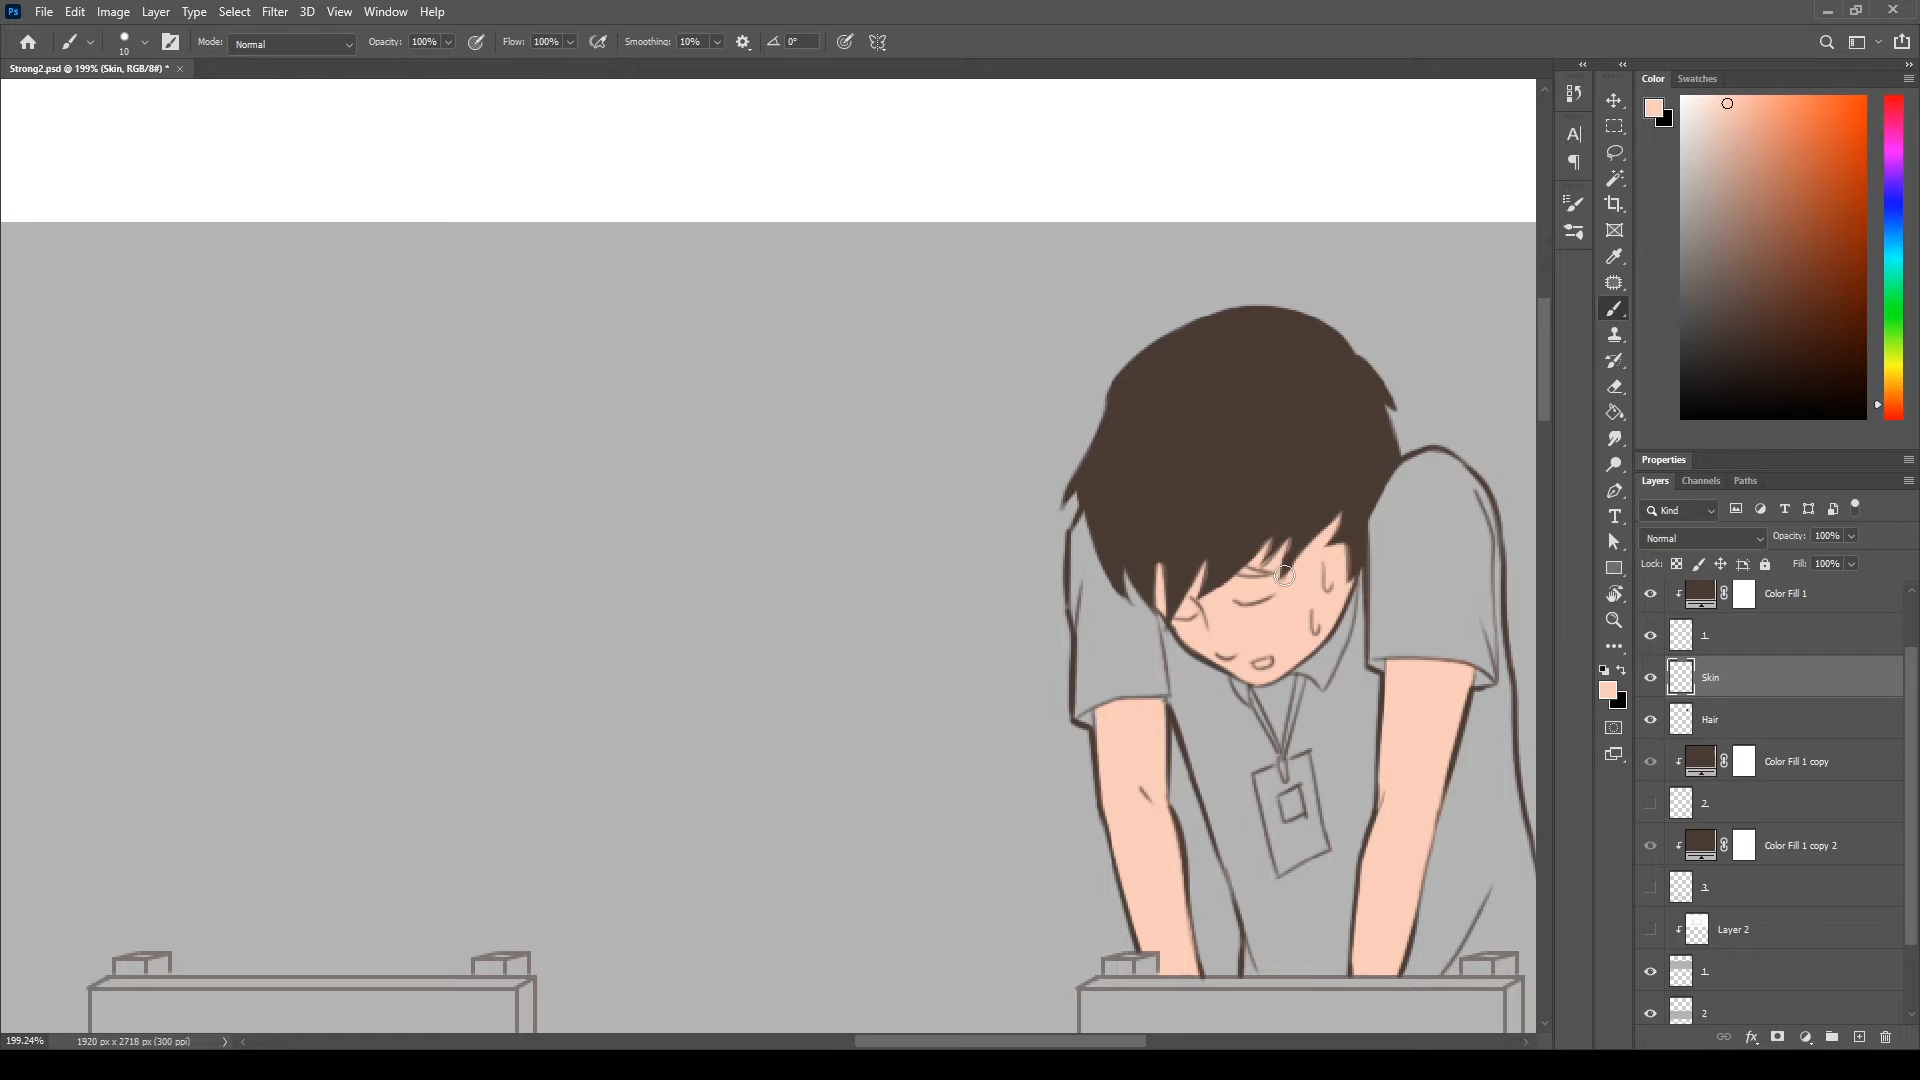 Ps File Edit Image Layer Type Select Filter 3D View Window Help
10 Mode: Normal Opacity: 100% Flow: 100% Smoothing: 10% 0°
Strong2.psd @ 199% (Skin, RGB/8#) * ×
Color Swatches
Properties
Layers Channels Paths
Kind
Normal Opacity: 100%
Lock: Fill: 100%
Color Fill 1
1
Skin
Hair
Color Fill 1 copy
2
Color Fill 1 copy 2
3
Layer 2
1
2
199.24% 1920 px x 2718 px (300 ppi)